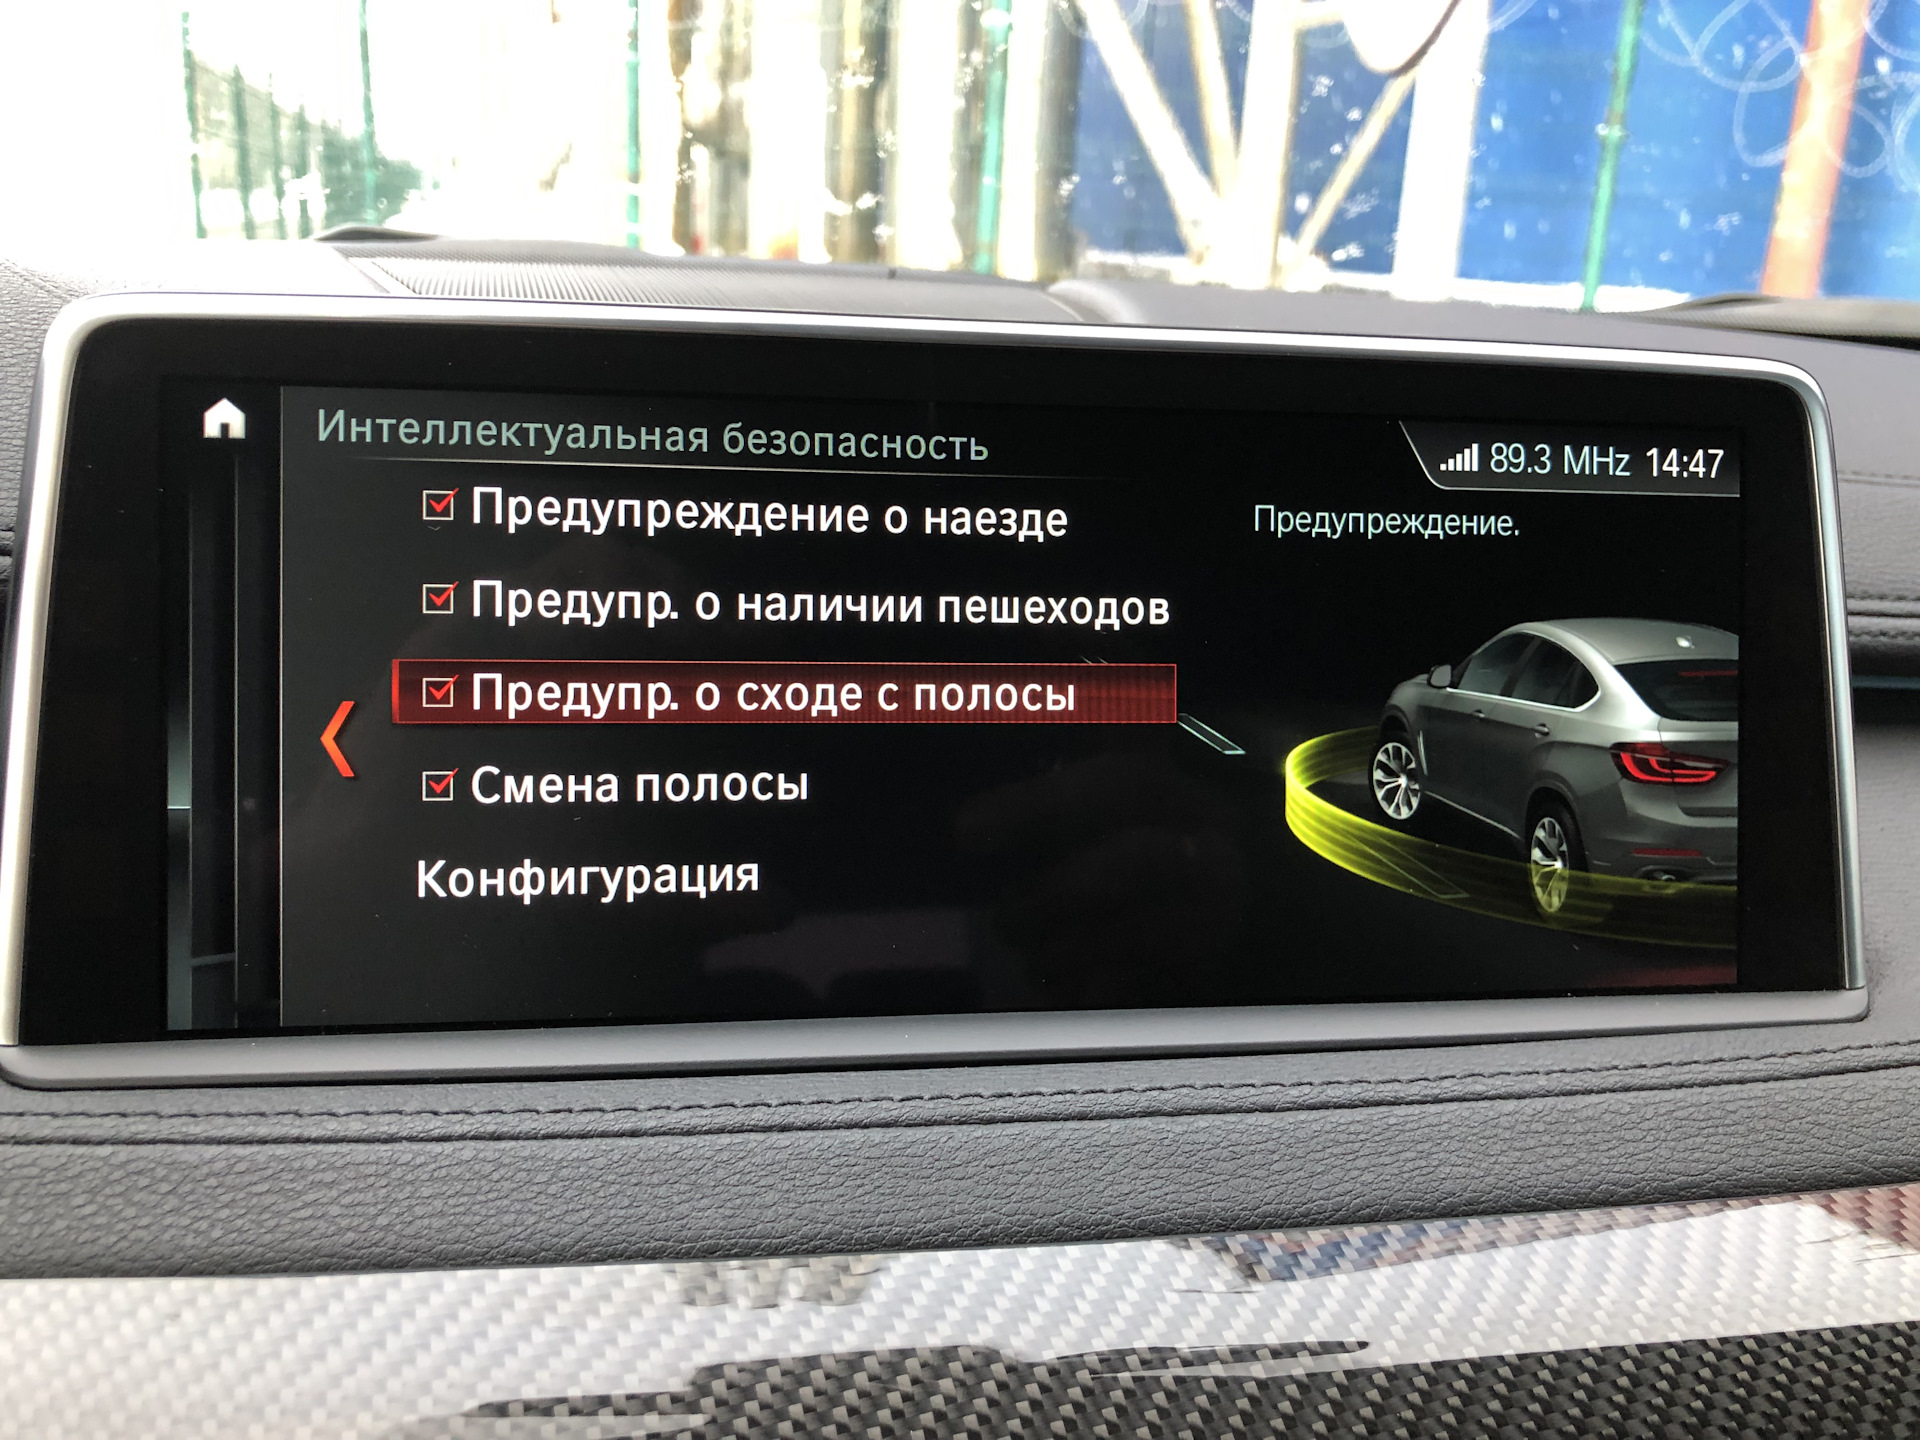 Интеллектуальная безопасность
89.3 MHz 14:47
Предупреждение о наезде
Предупреждение.
Предупр. о наличии пешеходов
Предупр. о сходе с полосы
Смена полосы
Конфигурация